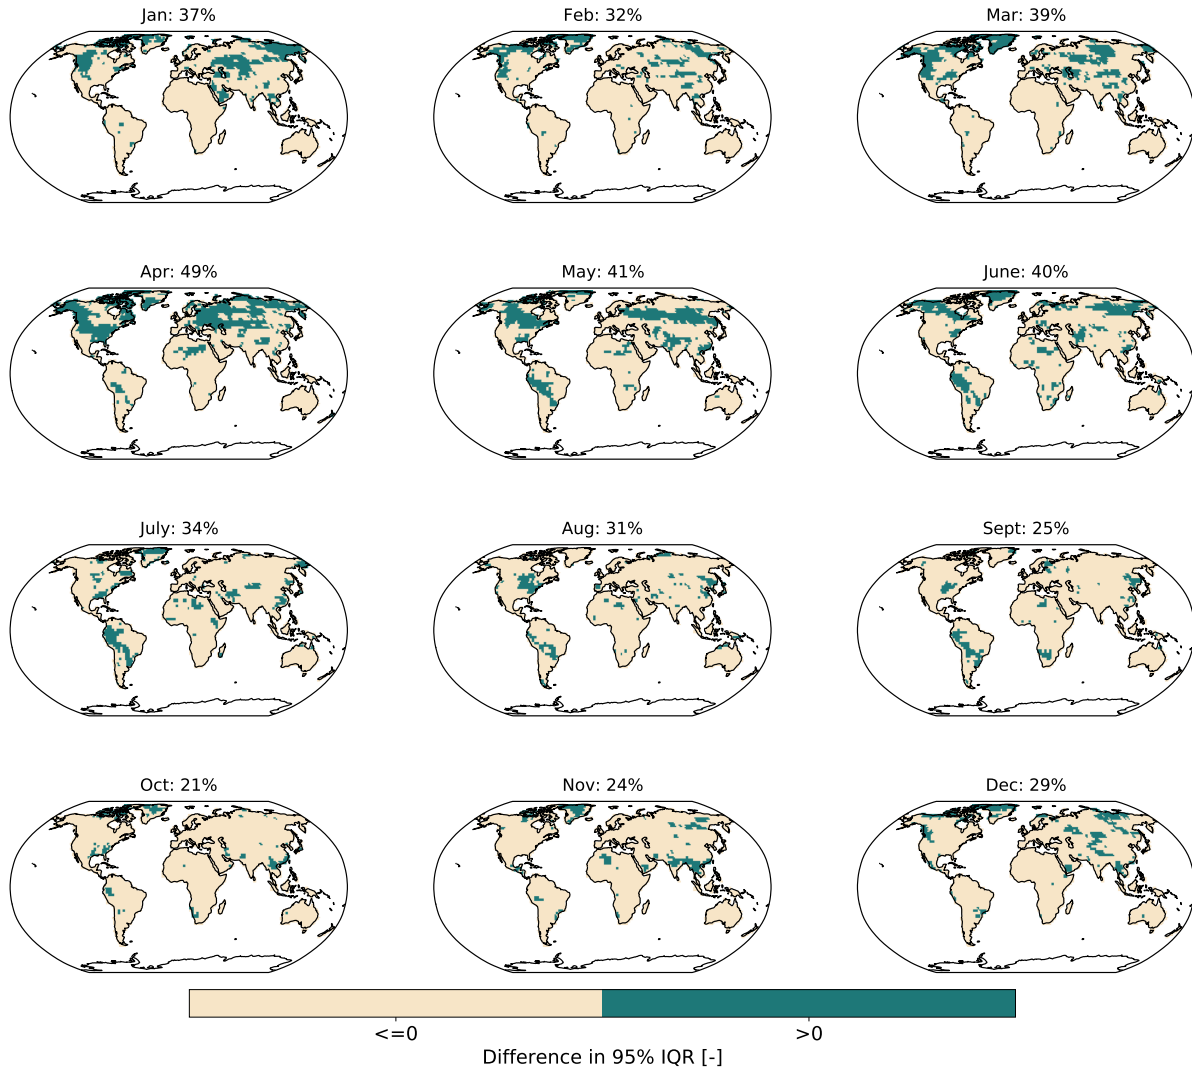 Jan: 37%
Feb: 32%
Mar: 39%
Apr: 49%
May: 41%
June: 40%
July: 34%
Aug: 31%
Sept: 25%
Oct: 21%
Nov: 24%
Dec: 29%
<=0
>0
Difference in 95% IQR [-]